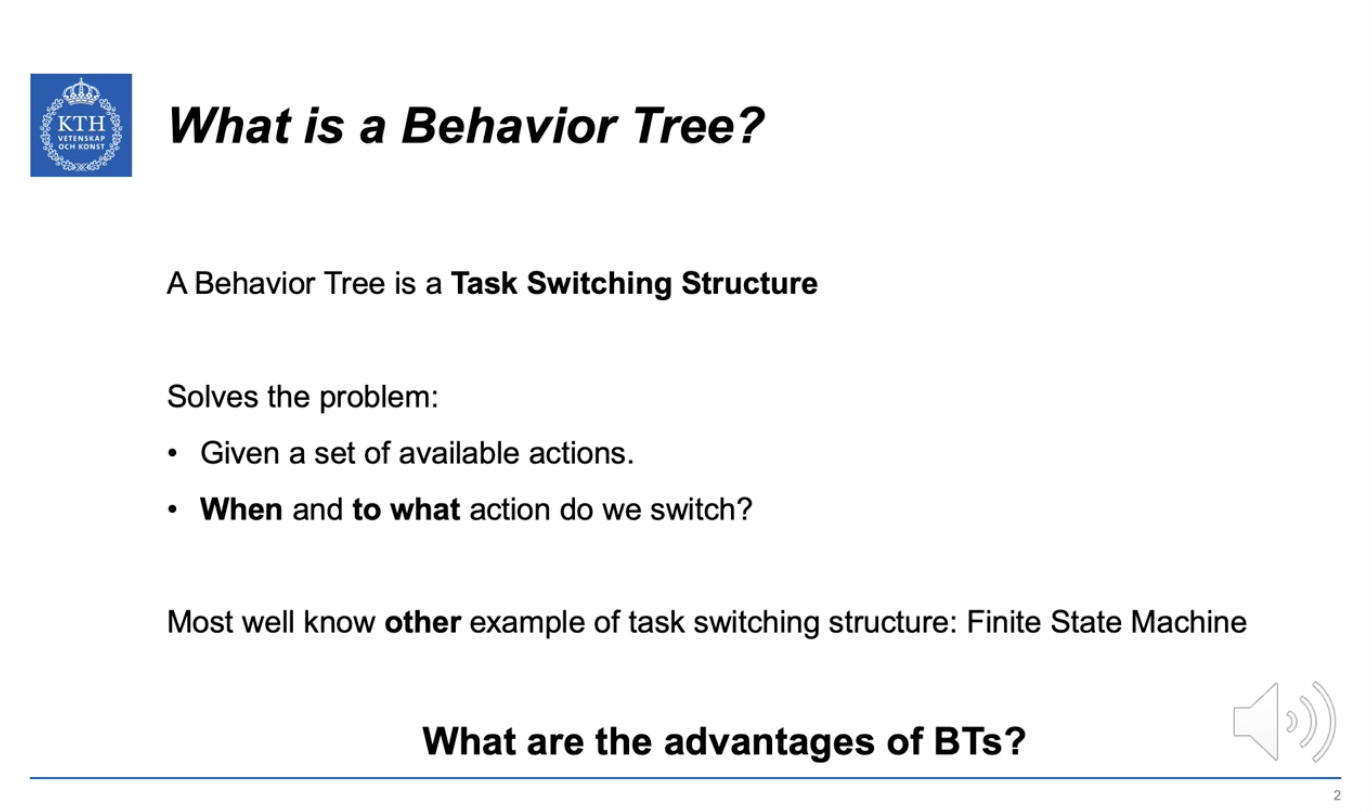 KTH
VETENSKAP
OCH KONST
What is a Behavior Tree?
A Behavior Tree is a Task Switching Structure
Solves the problem:
• Given a set of available actions.
• When and to what action do we switch?
Most well know other example of task switching structure: Finite State Machine
What are the advantages of BTs?
2